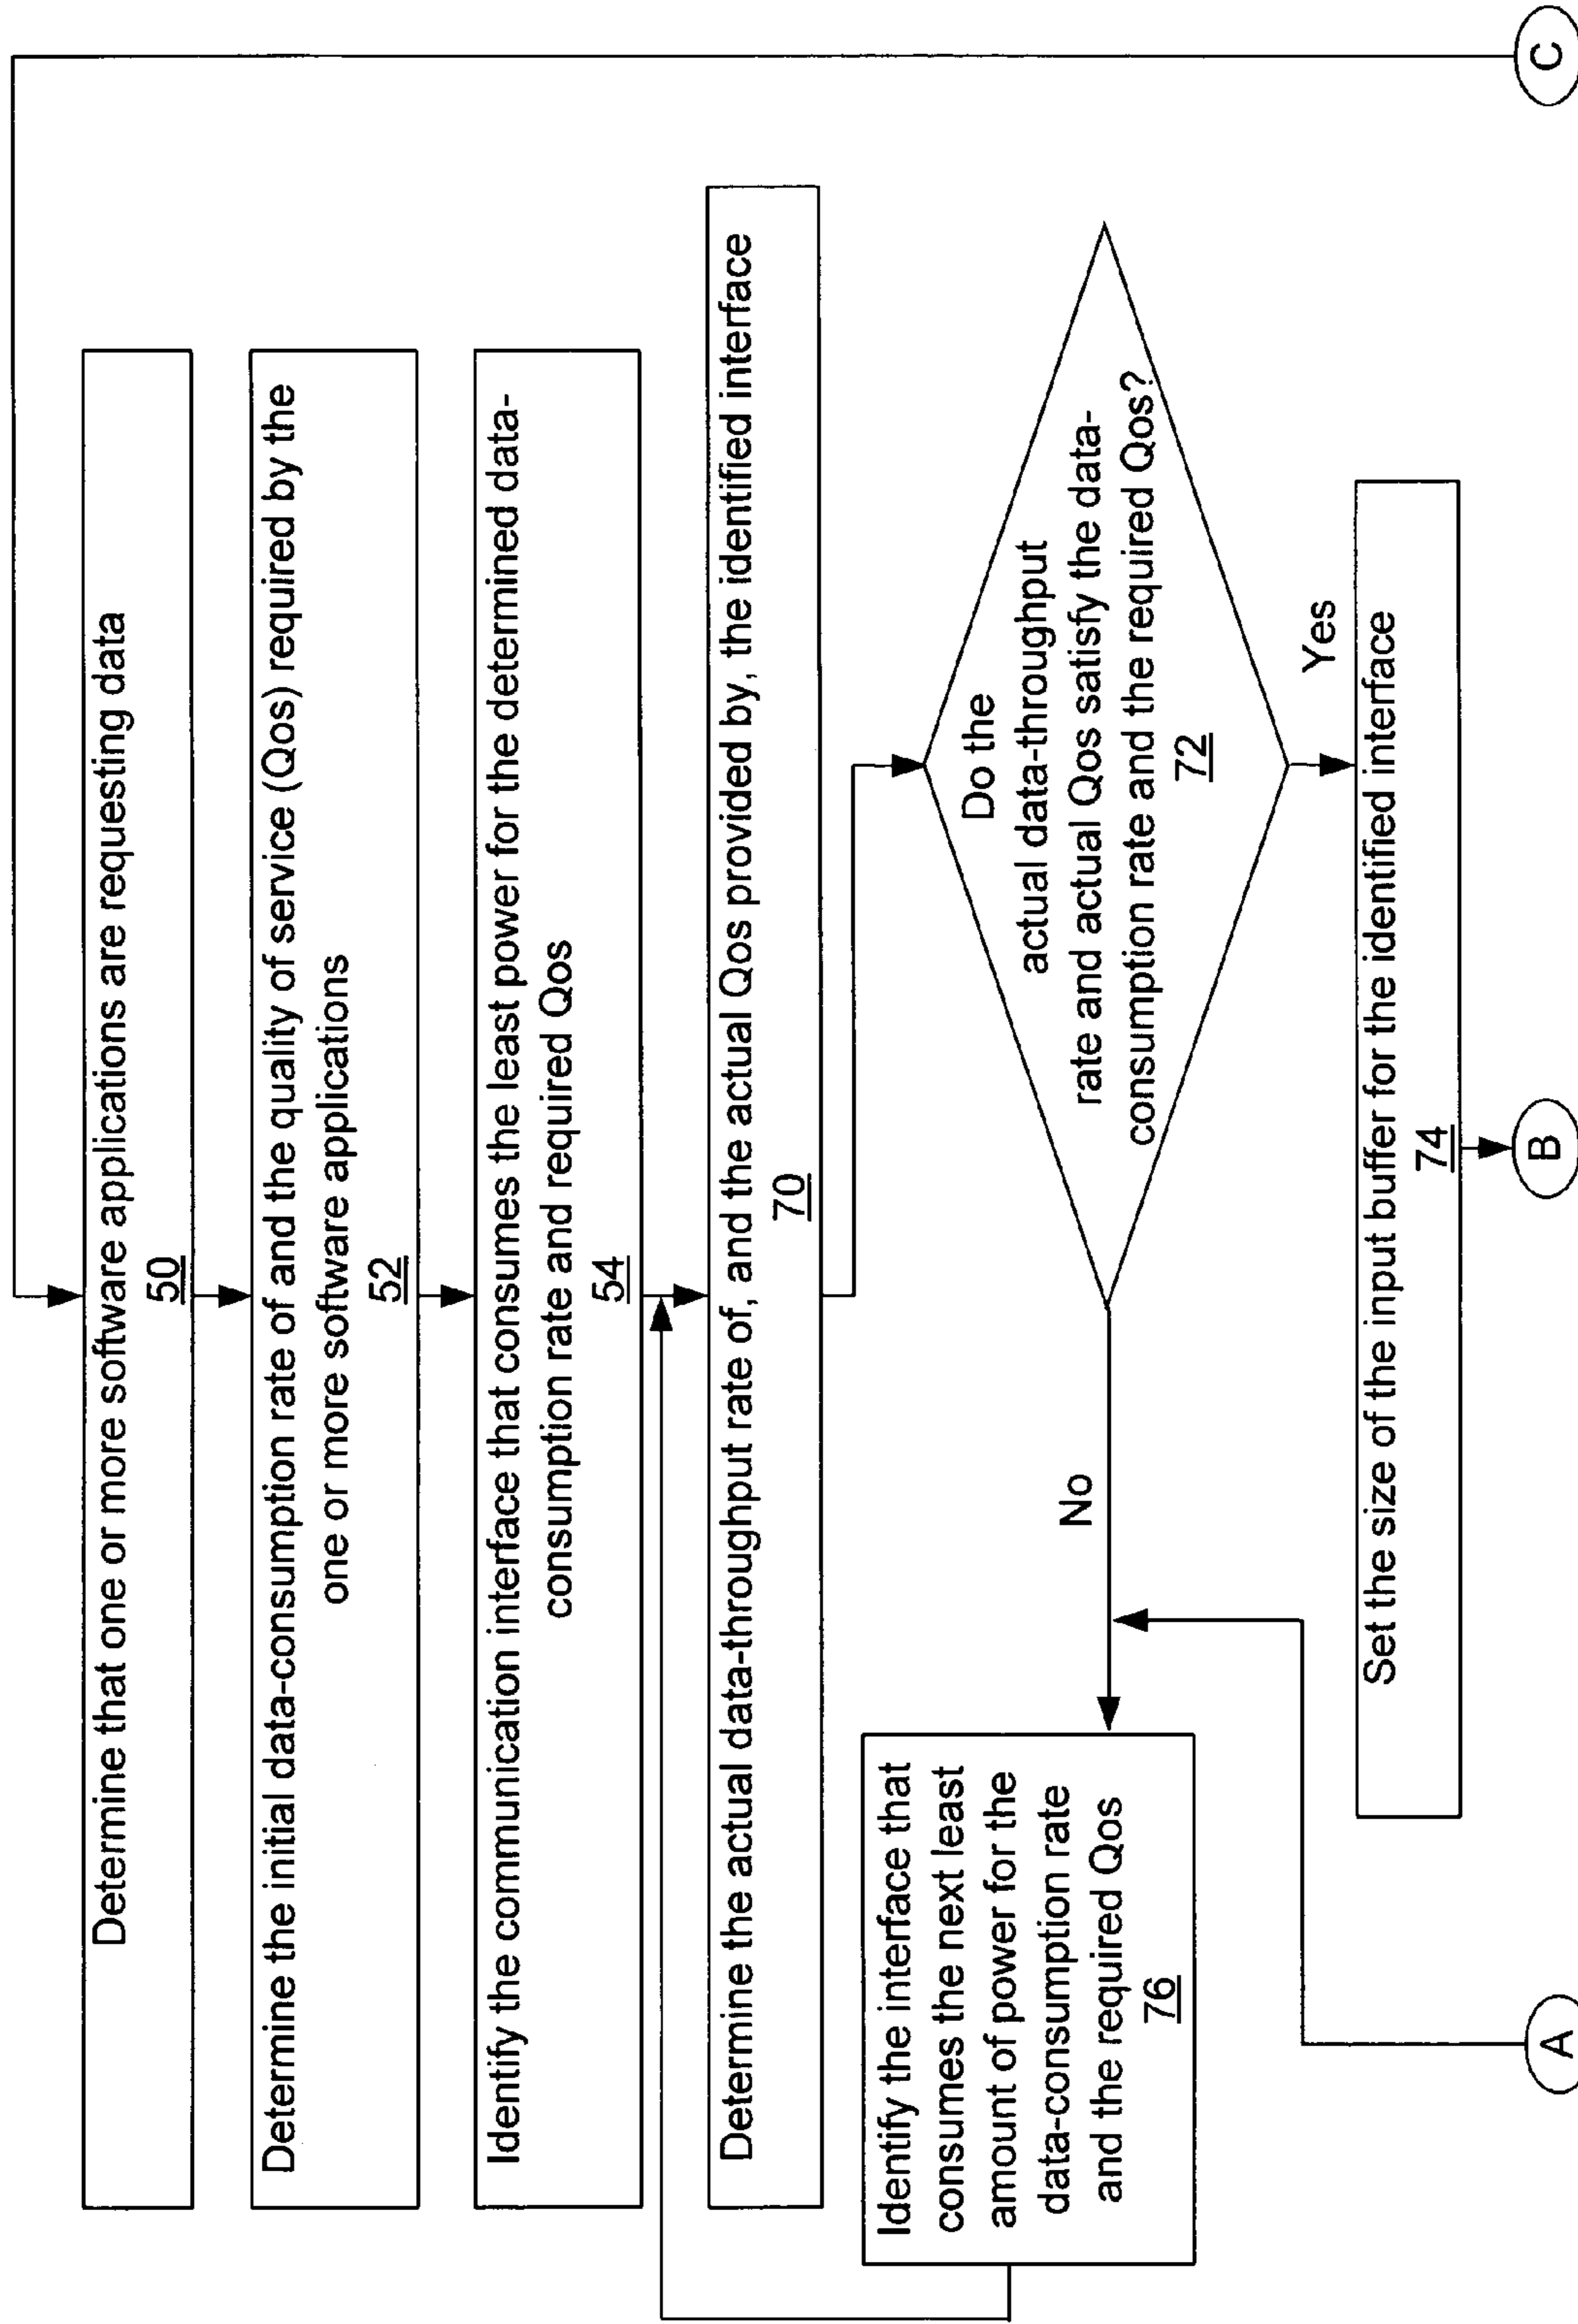 Determine that one or more software applications are requesting data
50
Determine the initial data-consumption rate of and the quality of service (Qos) required by the
one or more software applications
52
Identify the communication interface that consumes the least power for the determined data-
consumption rate and required Qos
54
Determine the actual data-throughput rate of, and the actual Qos provided by, the identified interface
70
Do the
actual data-throughput
rate and actual Qos satisfy the data-
consumption rate and the required Qos?
72
No
Yes
Identify the interface that
consumes the next least
amount of power for the
data-consumption rate
and the required Qos
76
Set the size of the input buffer for the identified interface
74
A
B
C